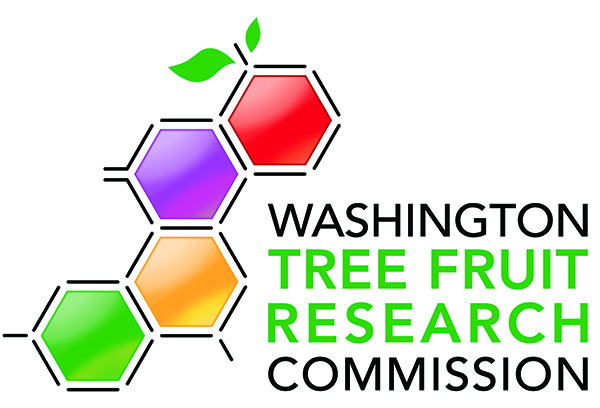 WASHINGTON
TREE FRUIT
RESEARCH
COMMISSION